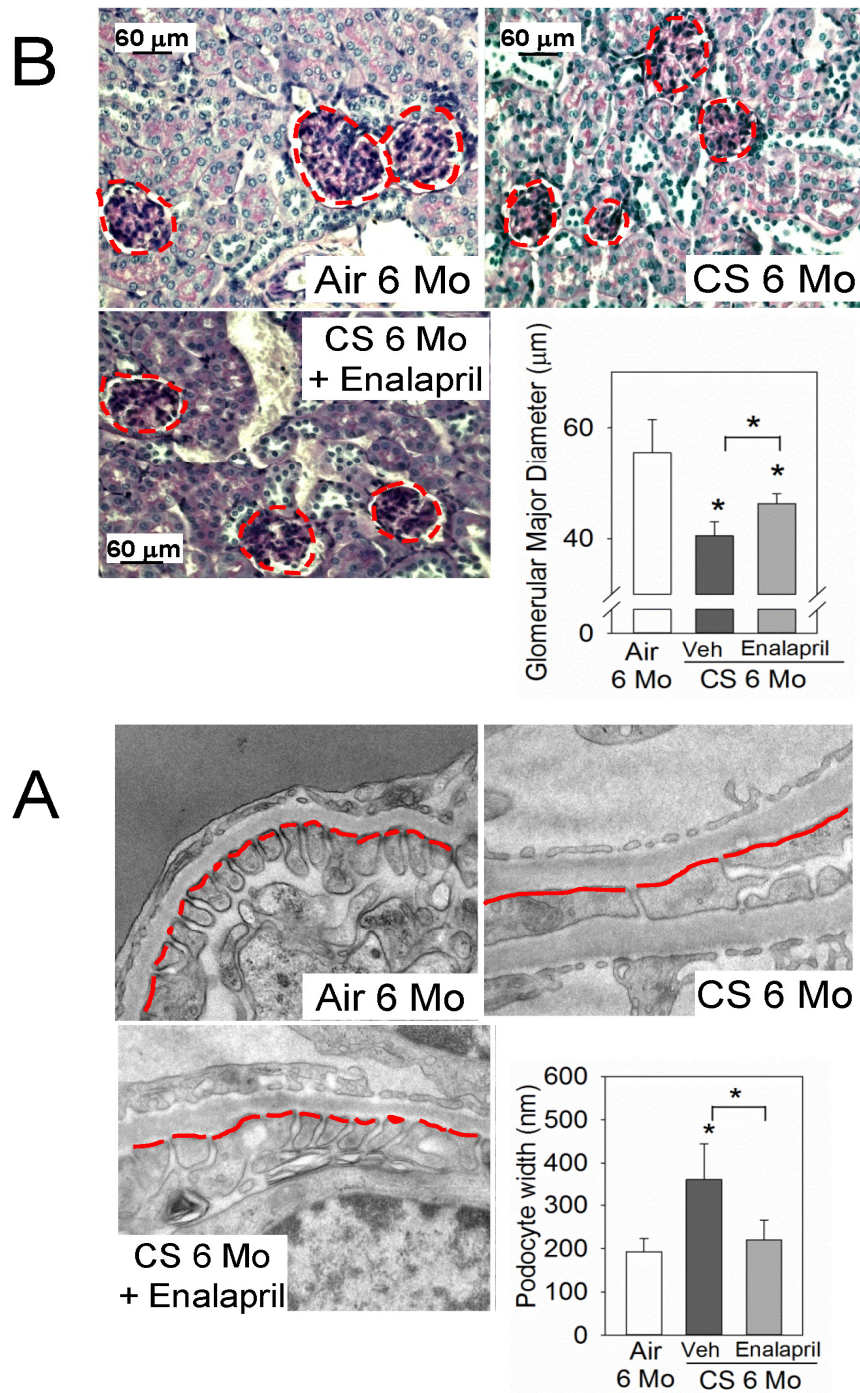 B
60 μm
60 μm
Air 6 Mo
CS 6 Mo
CS 6 Mo
+ Enalapril
60 μm
Glomerular Major Diameter (μm)
60
40
0
*
*
*
Air
6 Mo
Veh
Enalapril
CS 6 Mo
A
Air 6 Mo
CS 6 Mo
CS 6 Mo
+ Enalapril
Podocyte width (nm)
600
500
400
300
200
100
0
*
*
Air
6 Mo
Veh
Enalapril
CS 6 Mo